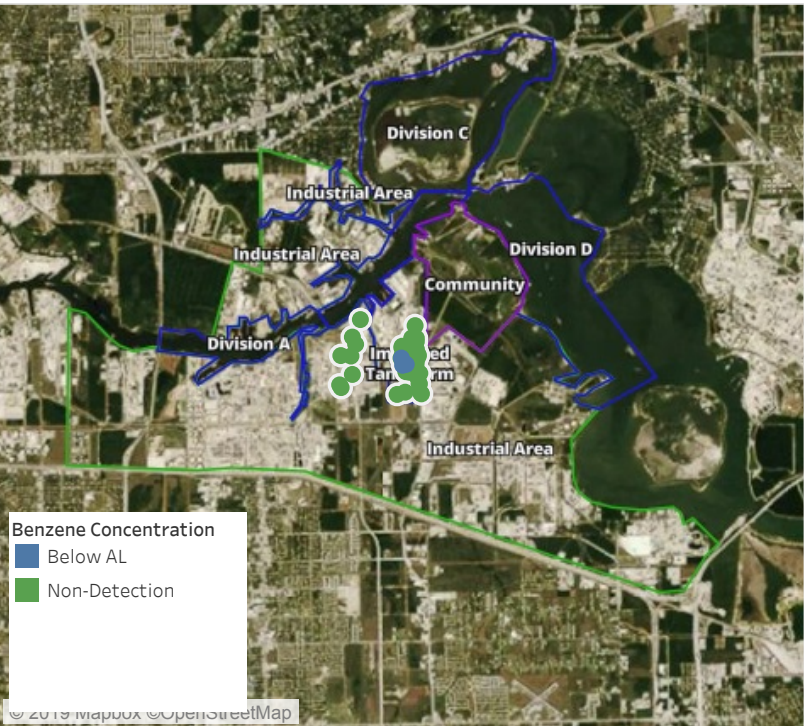 Division C
Industrial Area
Industrial Area
Division D
Community
Division A
Industrial Area
Benzene Concentration
Below AL
Non-Detection
© 2019 Mapbox ©OpenStreetMap